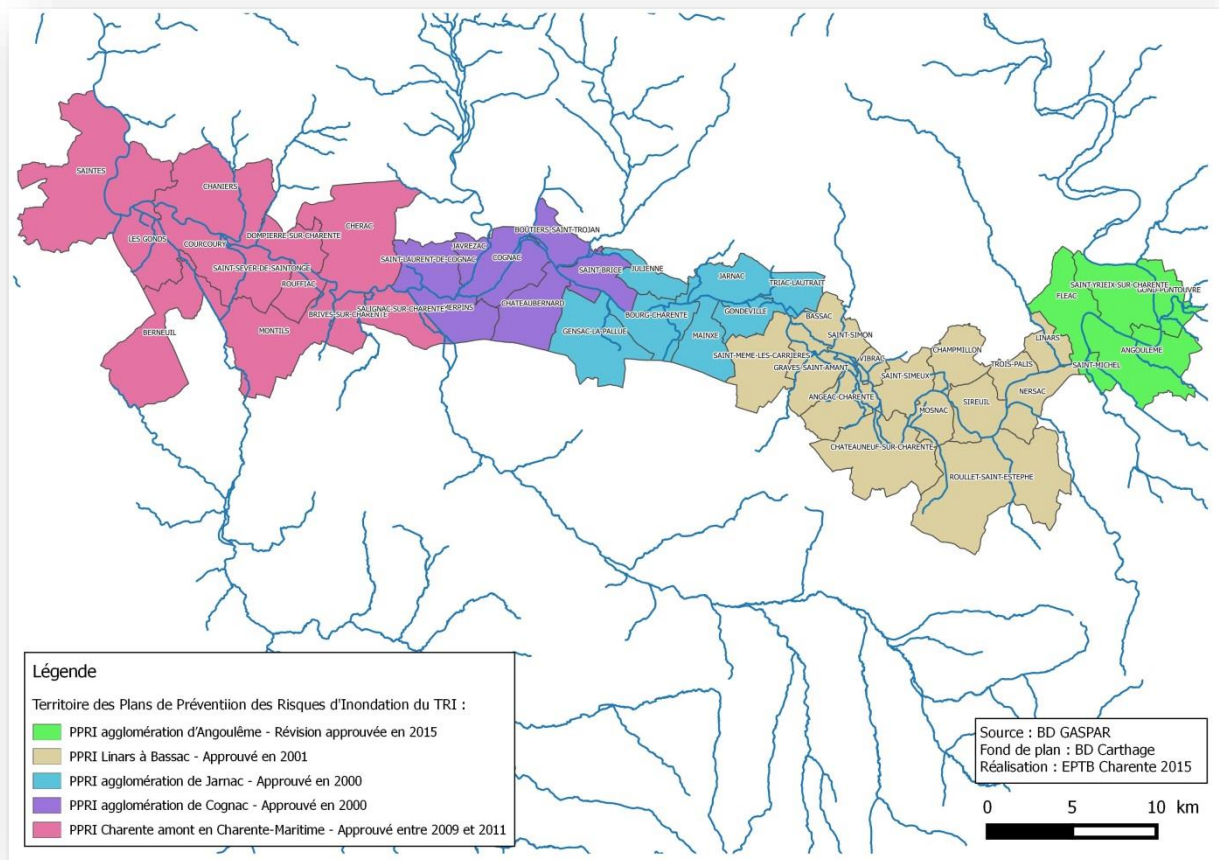 SAINTES
CHANIERS
LES GONDS
COURCOURY
DOMPIERRE-SUR-CHARENTE
CHERAC
SAINT-SEVER-DE-SAINTONGE
ROUFFIAC
BERNEUIL
MONTILS
BRIVES-SUR-CHARENTE
SALIGNAC-SUR-CHARENTE
MERPINS
SAINT-LAURENT-DE-COGNAC
JAVREZAC
COGNAC
BOUTIERS-SAINT-TROJAN
SAINT-BRICE
CHATEAUBERNARD
JULIENNE
GENSAC-LA-PALLUE
BOURG-CHARENTE
JARNAC
TRIAC-LAUTRAIT
GONDEVILLE
MAINXE
BASSAC
SAINT-SIMON
SAINT-MEME-LES-CARRIERES
GRAVES-SAINT-AMANT
VIBRAC
ANGEAC-CHARENTE
SAINT-SIMEUX
CHAMPMILLON
MOSNAC
SIREUIL
TROIS-PALIS
LINARS
NERSAC
CHATEAUNEUF-SUR-CHARENTE
ROULLET-SAINT-ESTEPHE
SAINT-YRIEIX-SUR-CHARENTE
FLEAC
GOND-PONTOUVRE
ANGOULEME
SAINT-MICHEL
Légende
Territoire des Plans de Préventiion des Risques d'Inondation du TRI :
PPRI agglomération d'Angoulême - Révision approuvée en 2015
PPRI Linars à Bassac - Approuvé en 2001
PPRI agglomération de Jarnac - Approuvé en 2000
PPRI agglomération de Cognac - Approuvé en 2000
PPRI Charente amont en Charente-Maritime - Approuvé entre 2009 et 2011
Source : BD GASPAR
Fond de plan : BD Carthage
Réalisation : EPTB Charente 2015
0 5 10 km